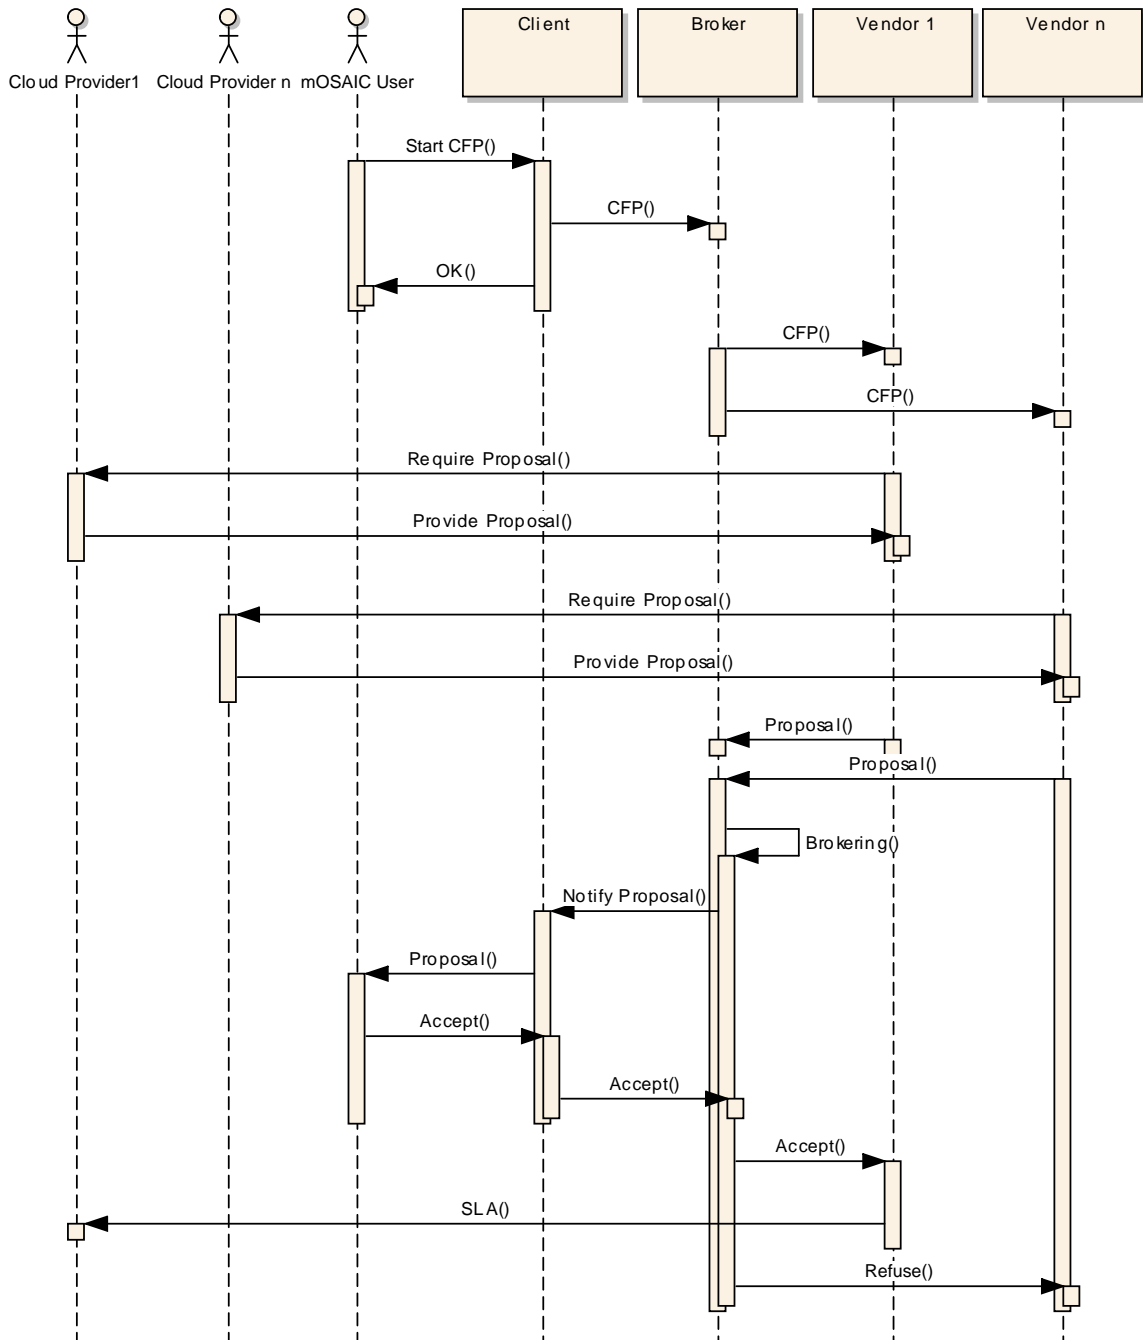 Client
Broker
Vendor 1
Vendor n
Cloud Provider1
Cloud Provider n
mOSAIC User
Start CFP()
CFP()
OK()
CFP()
CFP()
Require Proposal()
Provide Proposal()
Require Proposal()
Provide Proposal()
Proposal()
Proposal()
Brokering()
Notify Proposal()
Proposal()
Accept()
Accept()
Accept()
SLA()
Refuse()